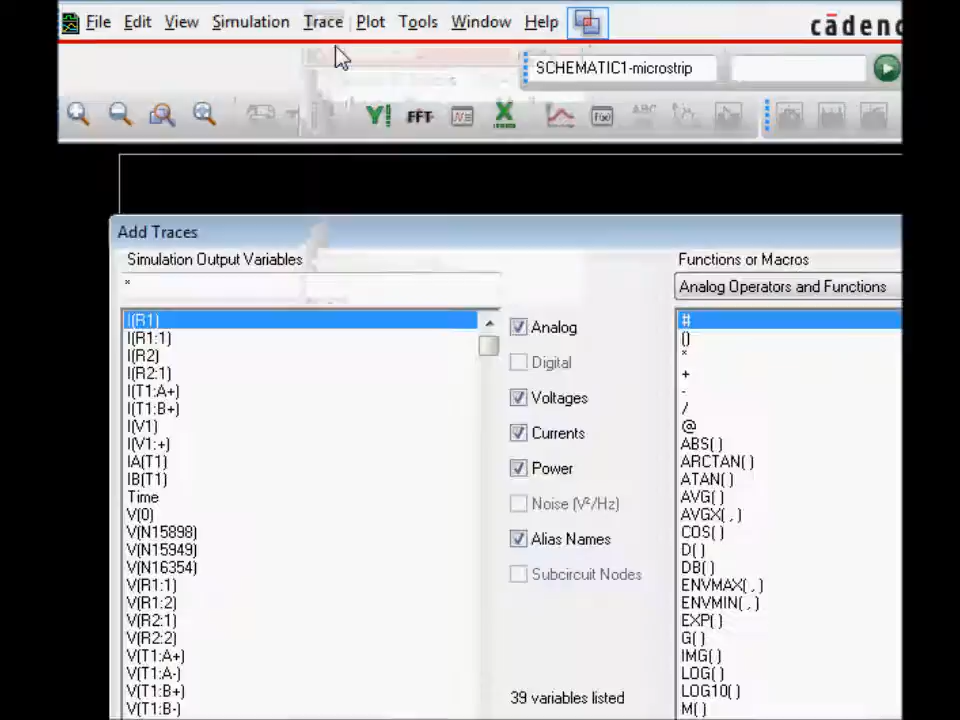 File Edit View Simulation Trace Plot Tools Window Help
cādenc
SCHEMATIC1-microstrip
FFT
ABC
Add Traces
Simulation Output Variables
*
I(R1)
I(R1:1)
I(R2)
I(R2:1)
I(T1:A+)
I(T1:B+)
I(V1)
I(V1:+)
IA(T1)
IB(T1)
Time
V(0)
V(N15898)
V(N15949)
V(N16354)
V(R1:1)
V(R1:2)
V(R2:1)
V(R2:2)
V(T1:A+)
V(T1:A-)
V(T1:B+)
V(T1:B-)
Analog
Digital
Voltages
Currents
Power
Noise (V²/Hz)
Alias Names
Subcircuit Nodes
39 variables listed
Functions or Macros
Analog Operators and Functions
#
()
*
+
-
/
@
ABS( )
ARCTAN( )
ATAN( )
AVG( )
AVGX( , )
COS( )
D( )
DB( )
ENVMAX( , )
ENVMIN( , )
EXP( )
G( )
IMG( )
LOG( )
LOG10( )
M( )